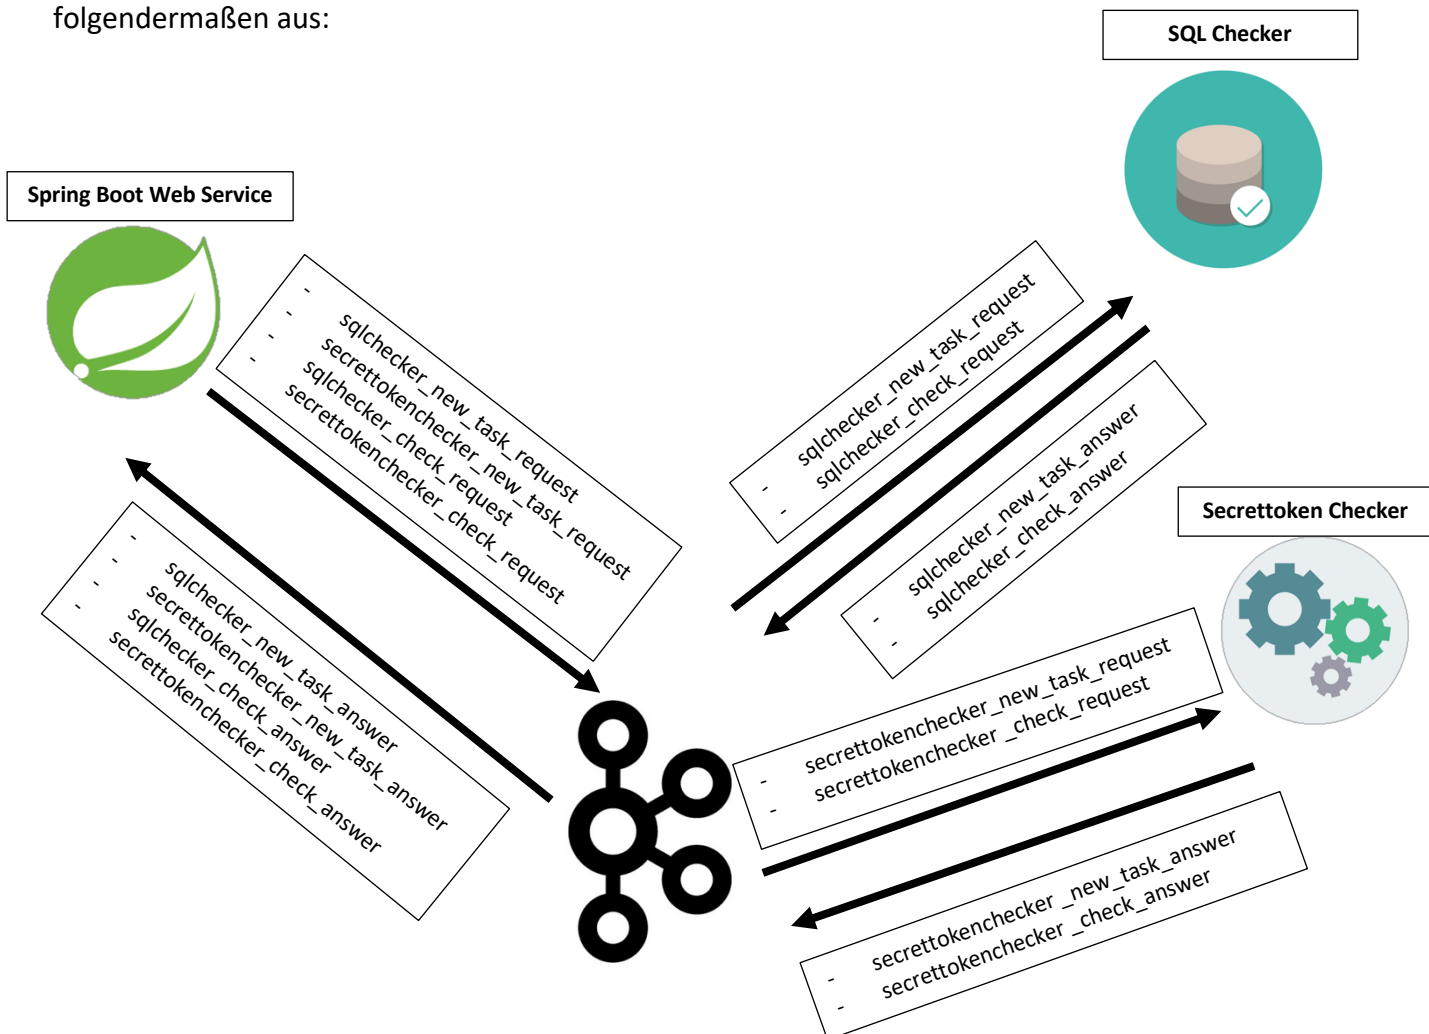 folgendermaßen aus:
SQL Checker
Spring Boot Web Service
- sqlchecker_new_task_request
- secrettokenchecker_new_task_request
- sqlchecker_check_request
- secrettokenchecker_check_request
- sqlchecker_new_task_request
- sqlchecker_check_request
- sqlchecker_new_task_answer
- sqlchecker_check_answer
Secrettoken Checker
- sqlchecker_new_task_answer
- secrettokenchecker_new_task_answer
- sqlchecker_check_answer
- secrettokenchecker_check_answer
- secrettokenchecker_new_task_request
- secrettokenchecker _check_request
- secrettokenchecker _new_task_answer
- secrettokenchecker _check_answer